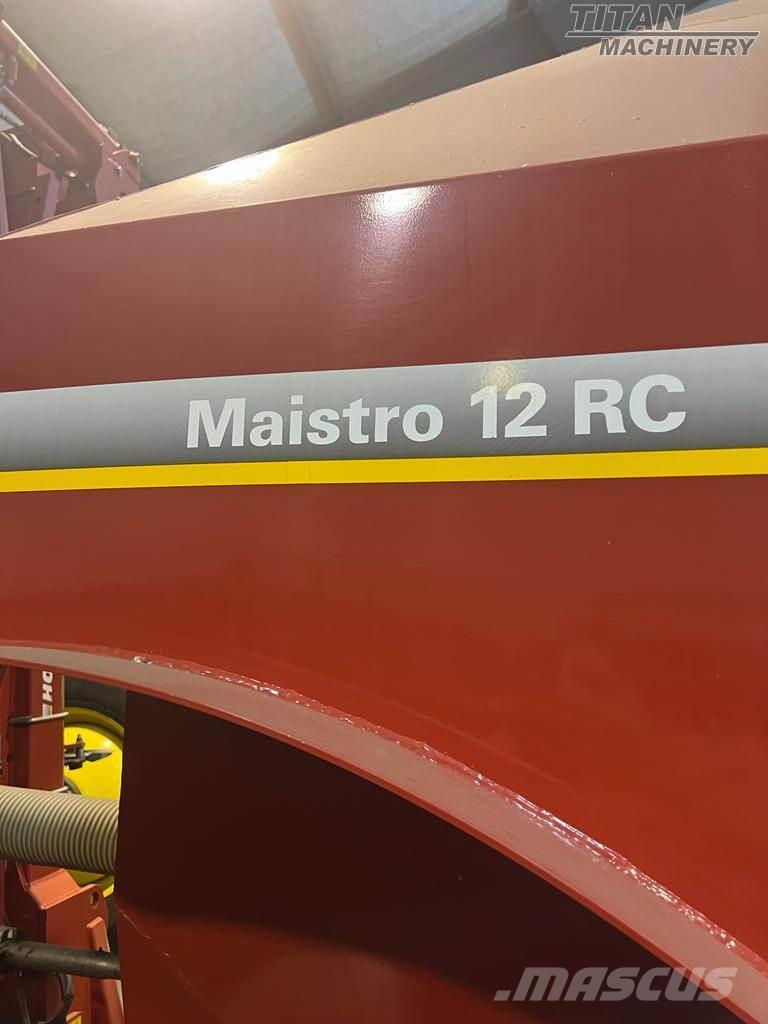 TITAN
MACHINERY
Maistro 12 RC
MASCUS